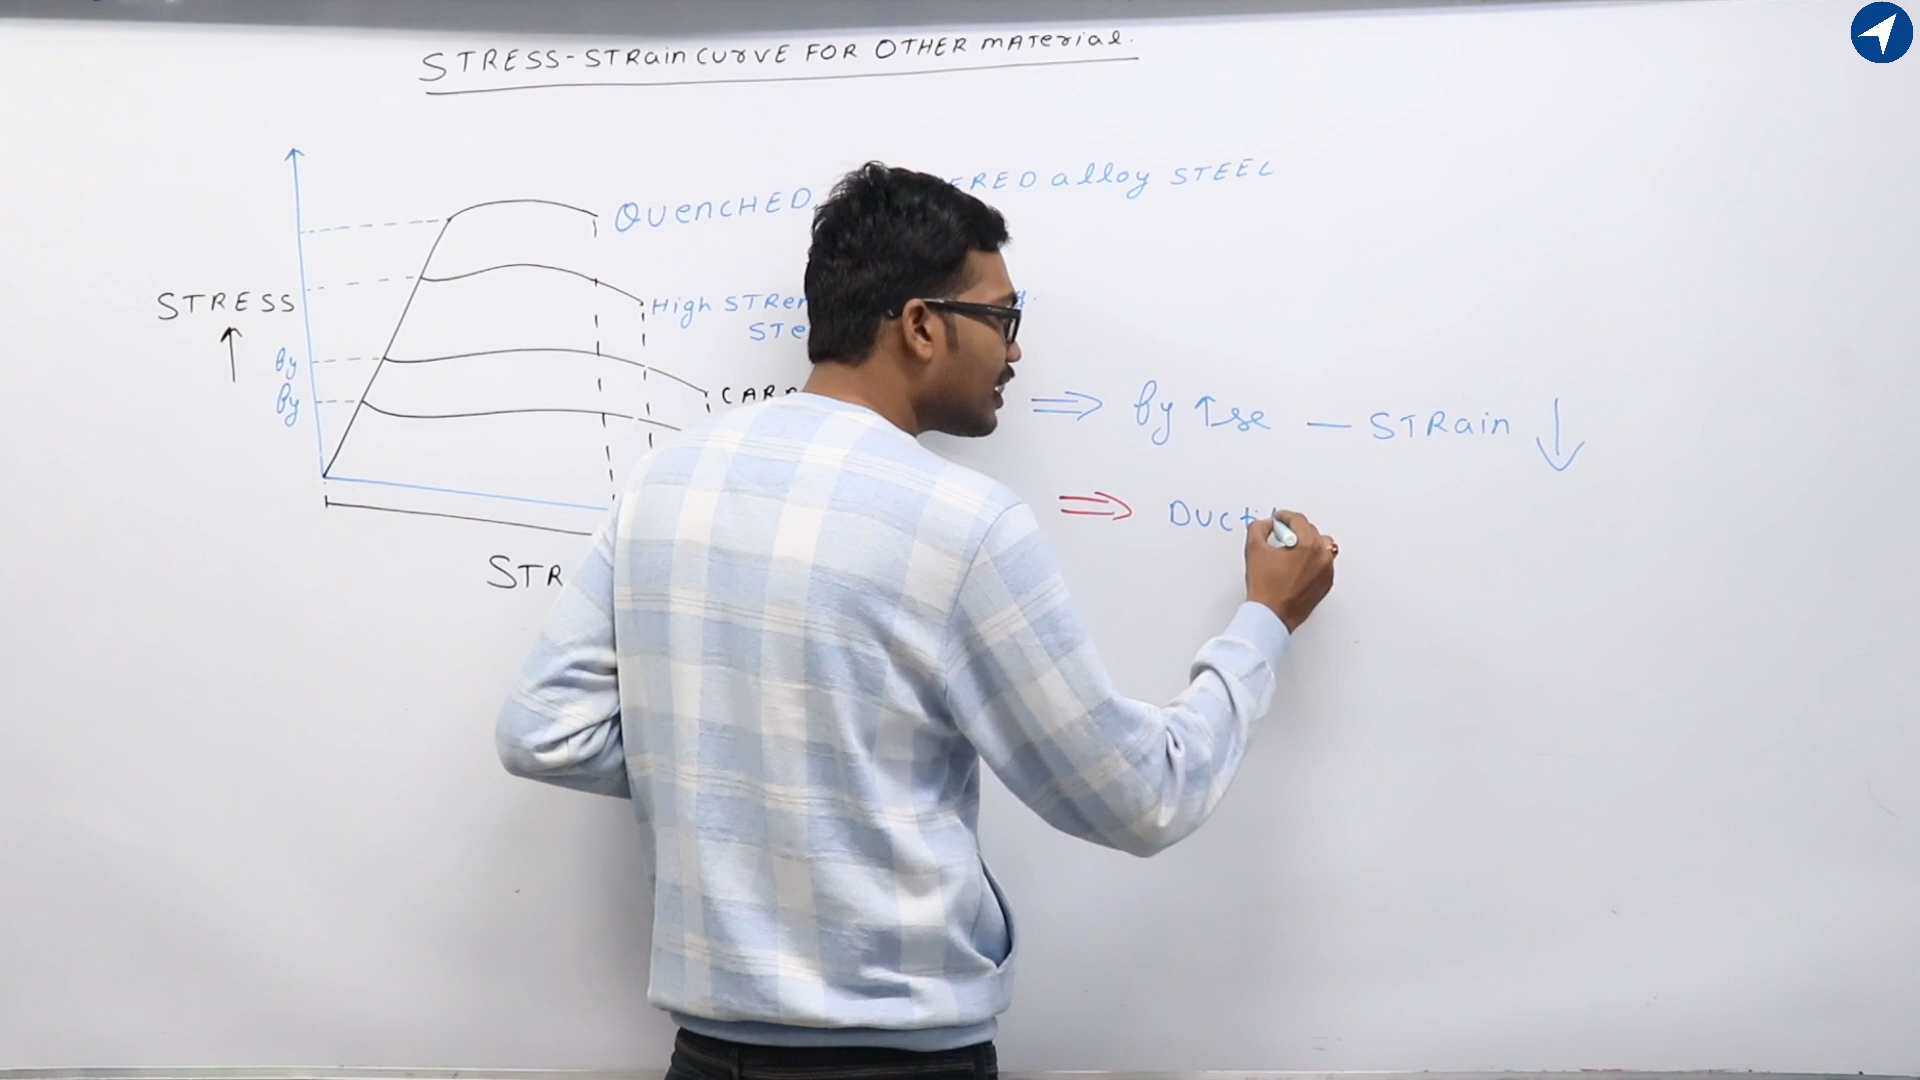 STRESS-STRain CURVE FOR OTHER maTerial.
QUenCHED ERED alloy STEEL
STRESS
High STRen
STe
fy
fy
CAR
⇒ fy ↑se — STRain ↓
⇒ DUCti
STR